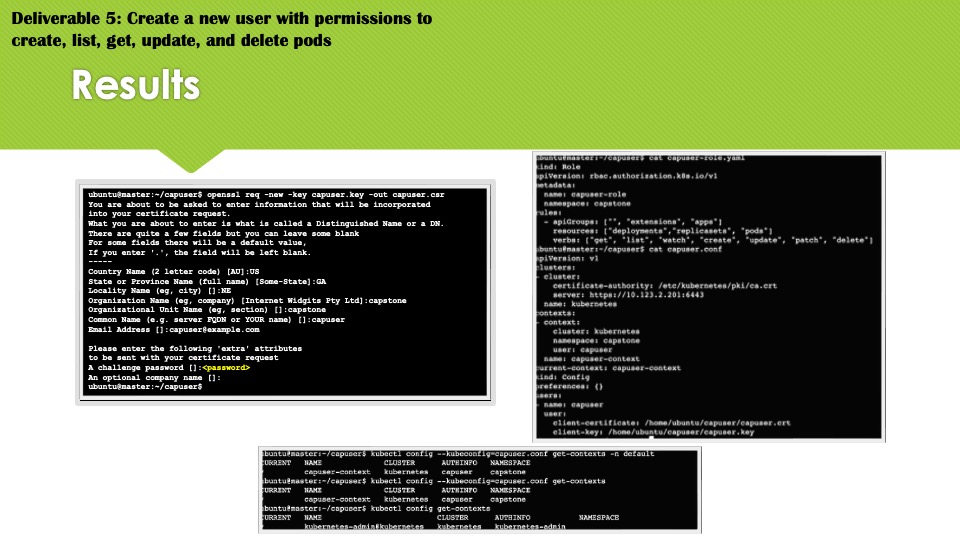 Deliverable 5: Create a new user with permissions to
create, list, get, update, and delete pods
Results
ubuntu@master:~/capuser$ openssl req -new -key capuser.key -out capuser.csr
You are about to be asked to enter information that will be incorporated
into your certificate request.
What you are about to enter is what is called a Distinguished Name or a DN.
There are quite a few fields but you can leave some blank
For some fields there will be a default value,
If you enter '.', the field will be left blank.
-----
Country Name (2 letter code) [AU]:US
State or Province Name (full name) [Some-State]:GA
Locality Name (eg, city) []:NE
Organization Name (eg, company) [Internet Widgits Pty Ltd]:capstone
Organizational Unit Name (eg, section) []:capstone
Common Name (e.g. server FQDN or YOUR name) []:capuser
Email Address []:capuser@example.com
Please enter the following 'extra' attributes
to be sent with your certificate request
A challenge password []:<password>
An optional company name []:
ubuntu@master:~/capuser$
ubuntu@master:~/capuser$ cat capuser-role.yaml
kind: Role
apiVersion: rbac.authorization.k8s.io/v1
metadata:
name: capuser-role
namespace: capstone
rules:
- apiGroups: ["", "extensions", "apps"]
resources: ["deployments","replicasets", "pods"]
verbs: ["get", "list", "watch", "create", "update", "patch", "delete"]
ubuntu@master:~/capuser$ cat capuser.conf
apiVersion: v1
clusters:
- cluster:
certificate-authority: /etc/kubernetes/pki/ca.crt
server: https://10.123.2.201:6443
name: kubernetes
contexts:
- context:
cluster: kubernetes
namespace: capstone
user: capuser
name: capuser-context
current-context: capuser-context
kind: Config
preferences: {}
users:
- name: capuser
user:
client-certificate: /home/ubuntu/capuser/capuser.crt
client-key: /home/ubuntu/capuser/capuser.key
ubuntu@master:~/capuser$ kubectl config --kubeconfig=capuser.conf get-contexts -n default
CURRENT NAME CLUSTER AUTHINFO NAMESPACE
capuser-context kubernetes capuser capstone
ubuntu@master:~/capuser$ kubectl config --kubeconfig=capuser.conf get-contexts
CURRENT NAME CLUSTER AUTHINFO NAMESPACE
capuser-context kubernetes capuser capstone
ubuntu@master:~/capuser$ kubectl config get-contexts
CURRENT NAME CLUSTER AUTHINFO NAMESPACE
kubernetes-admin@kubernetes kubernetes kubernetes-admin